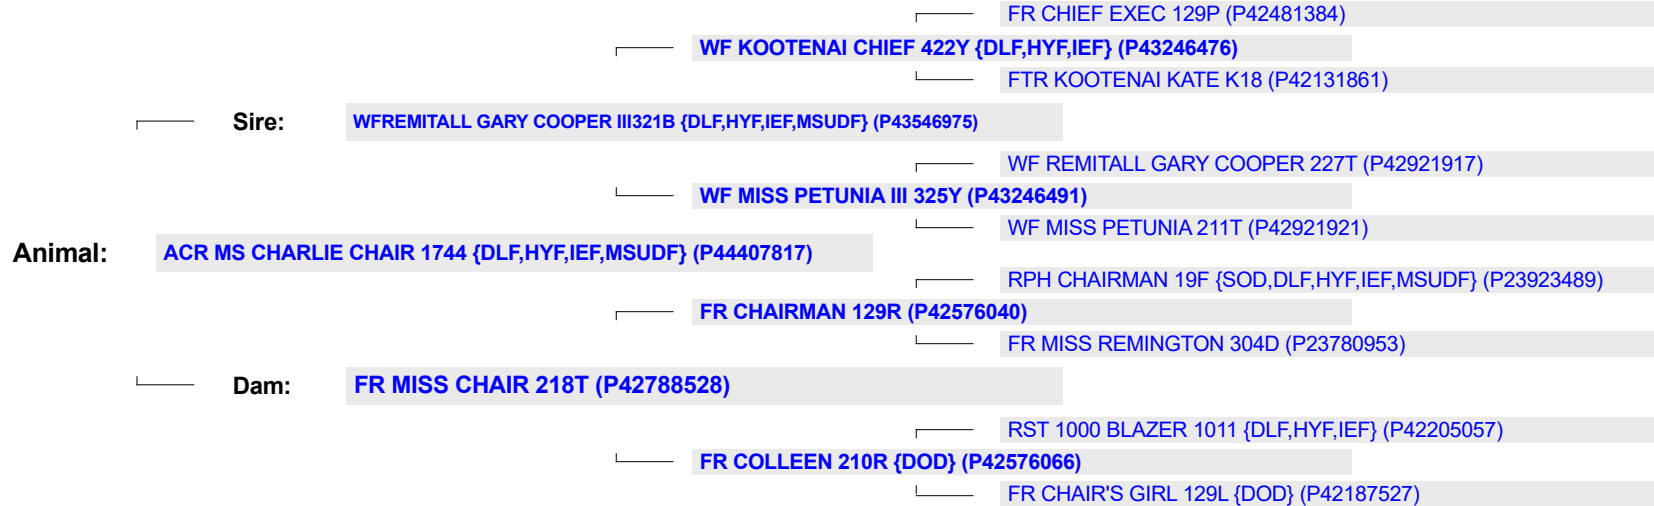 FR CHIEF EXEC 129P (P42481384)
WF KOOTENAI CHIEF 422Y {DLF,HYF,IEF} (P43246476)
FTR KOOTENAI KATE K18 (P42131861)
Sire: WFREMITALL GARY COOPER III321B {DLF,HYF,IEF,MSUDF} (P43546975)
WF REMITALL GARY COOPER 227T (P42921917)
WF MISS PETUNIA III 325Y (P43246491)
WF MISS PETUNIA 211T (P42921921)
Animal: ACR MS CHARLIE CHAIR 1744 {DLF,HYF,IEF,MSUDF} (P44407817)
RPH CHAIRMAN 19F {SOD,DLF,HYF,IEF,MSUDF} (P23923489)
FR CHAIRMAN 129R (P42576040)
FR MISS REMINGTON 304D (P23780953)
Dam: FR MISS CHAIR 218T (P42788528)
RST 1000 BLAZER 1011 {DLF,HYF,IEF} (P42205057)
FR COLLEEN 210R {DOD} (P42576066)
FR CHAIR'S GIRL 129L {DOD} (P42187527)